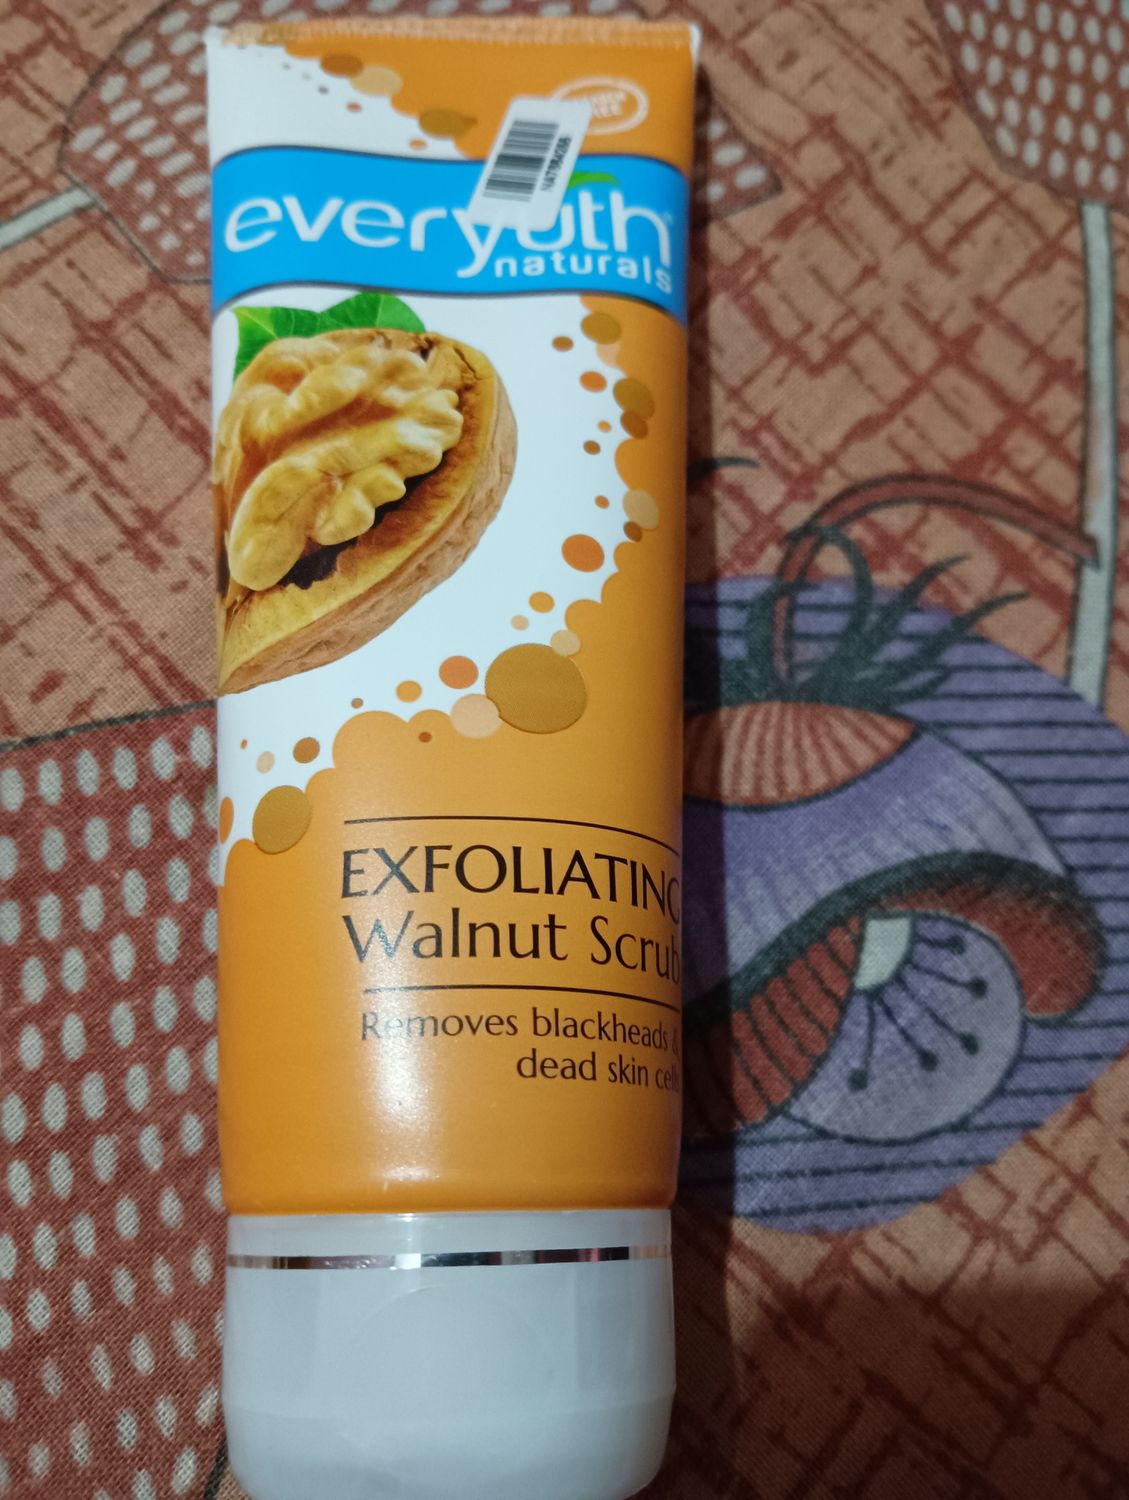 everyuth
naturals
EXFOLIATING
Walnut Scrub
Removes blackheads &
dead skin cells